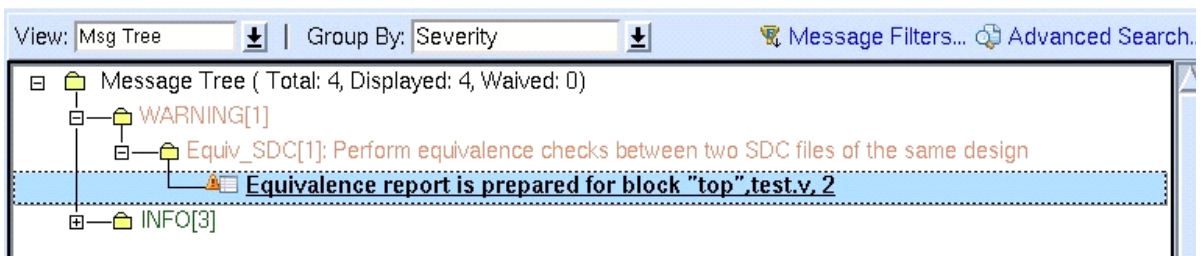 View: Msg Tree | Group By: Severity Message Filters... Advanced Search..
Message Tree ( Total: 4, Displayed: 4, Waived: 0)
WARNING[1]
Equiv_SDC[1]: Perform equivalence checks between two SDC files of the same design
Equivalence report is prepared for block "top",test.v, 2
INFO[3]